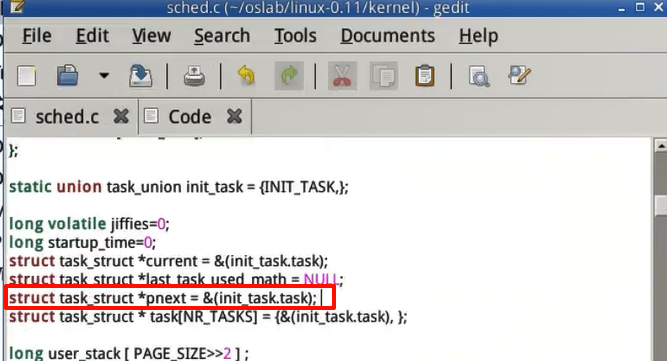 sched.c (~/oslab/linux-0.11/kernel) - gedit
File Edit View Search Tools Documents Help
sched.c Code
};
static union task_union init_task = {INIT_TASK,};
long volatile jiffies=0;
long startup_time=0;
struct task_struct *current = &(init_task.task);
struct task_struct *last_task_used_math = NULL;
struct task_struct *pnext = &(init_task.task);
struct task_struct * task[NR_TASKS] = {&(init_task.task), };
long user_stack [ PAGE_SIZE>>2 ] ;